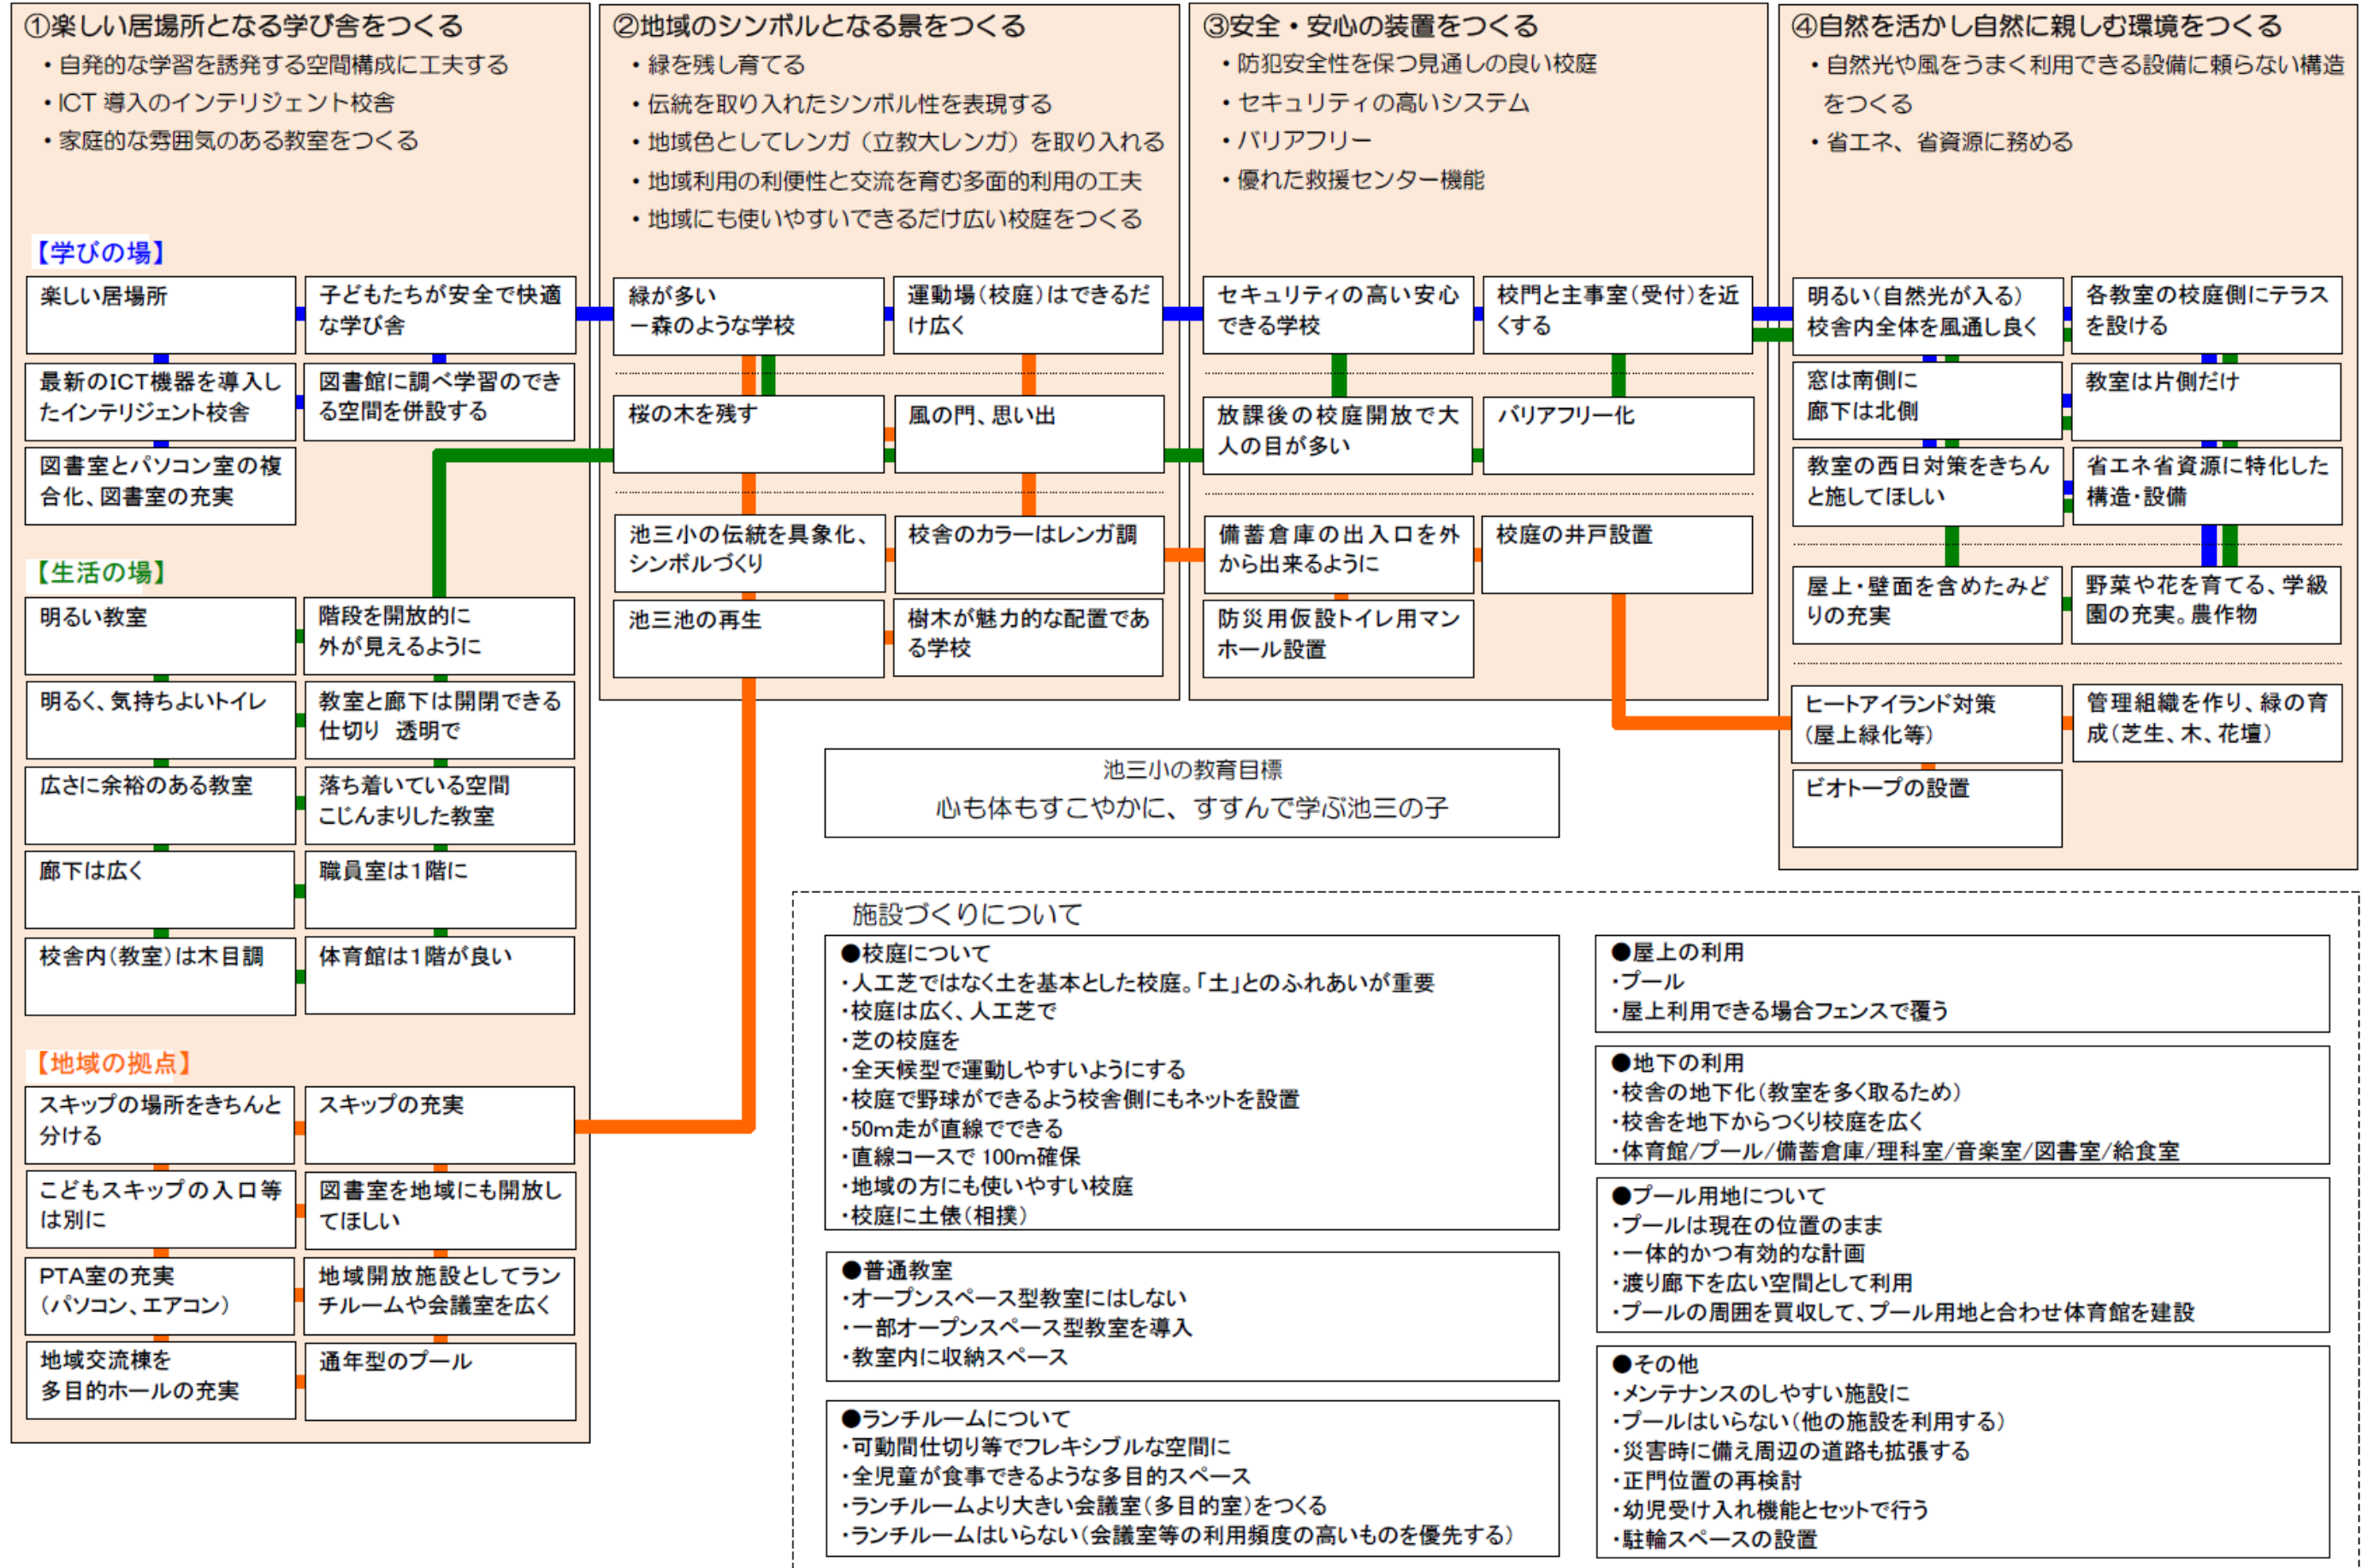 ①楽しい居場所となる学び舎をつくる
・自発的な学習を誘発する空間構成に工夫する
・ICT 導入のインテリジェント校舎
・家庭的な雰囲気のある教室をつくる
【学びの場】
楽しい居場所
子どもたちが安全で快適
な学び舎
最新のICT機器を導入し
たインテリジェント校舎
図書館に調べ学習のでき
る空間を併設する
図書室とパソコン室の複
合化、図書室の充実
【生活の場】
明るい教室
階段を開放的に
外が見えるように
明るく、気持ちよいトイレ
教室と廊下は開閉できる
仕切り 透明で
広さに余裕のある教室
落ち着いている空間
こじんまりした教室
廊下は広く
職員室は1階に
校舎内(教室)は木目調
体育館は1階が良い
【地域の拠点】
スキップの場所をきちんと
分ける
スキップの充実
こどもスキップの入口等
は別に
図書室を地域にも開放し
てほしい
PTA室の充実
(パソコン、エアコン)
地域開放施設としてラン
チルームや会議室を広く
地域交流棟を
多目的ホールの充実
通年型のプール
②地域のシンボルとなる景をつくる
・緑を残し育てる
・伝統を取り入れたシンボル性を表現する
・地域色としてレンガ(立教大レンガ)を取り入れる
・地域利用の利便性と交流を育む多面的利用の工夫
・地域にも使いやすいできるだけ広い校庭をつくる
緑が多い
－森のような学校
運動場(校庭)はできるだ
け広く
桜の木を残す
風の門、思い出
池三小の伝統を具象化、
シンボルづくり
校舎のカラーはレンガ調
池三池の再生
樹木が魅力的な配置であ
る学校
③安全・安心の装置をつくる
・防犯安全性を保つ見通しの良い校庭
・セキュリティの高いシステム
・バリアフリー
・優れた救援センター機能
セキュリティの高い安心
できる学校
校門と主事室(受付)を近
くする
放課後の校庭開放で大
人の目が多い
バリアフリー化
備蓄倉庫の出入口を外
から出来るように
校庭の井戸設置
防災用仮設トイレ用マン
ホール設置
④自然を活かし自然に親しむ環境をつくる
・自然光や風をうまく利用できる設備に頼らない構造
をつくる
・省エネ、省資源に務める
明るい(自然光が入る)
校舎内全体を風通し良く
各教室の校庭側にテラス
を設ける
窓は南側に
廊下は北側
教室は片側だけ
教室の西日対策をきちん
と施してほしい
省エネ省資源に特化した
構造・設備
屋上・壁面を含めたみど
りの充実
野菜や花を育てる、学級
園の充実。農作物
ヒートアイランド対策
(屋上緑化等)
管理組織を作り、緑の育
成(芝生、木、花壇)
ビオトープの設置
池三小の教育目標
心も体もすこやかに、すすんで学ぶ池三の子
施設づくりについて
●校庭について
・人工芝ではなく土を基本とした校庭。「土」とのふれあいが重要
・校庭は広く、人工芝で
・芝の校庭を
・全天候型で運動しやすいようにする
・校庭で野球ができるよう校舎側にもネットを設置
・50m走が直線でできる
・直線コースで 100m確保
・地域の方にも使いやすい校庭
・校庭に土俵(相撲)
●普通教室
・オープンスペース型教室にはしない
・一部オープンスペース型教室を導入
・教室内に収納スペース
●ランチルームについて
・可動間仕切り等でフレキシブルな空間に
・全児童が食事できるような多目的スペース
・ランチルームより大きい会議室(多目的室)をつくる
・ランチルームはいらない(会議室等の利用頻度の高いものを優先する)
●屋上の利用
・プール
・屋上利用できる場合フェンスで覆う
●地下の利用
・校舎の地下化(教室を多く取るため)
・校舎を地下からつくり校庭を広く
・体育館/プール/備蓄倉庫/理科室/音楽室/図書室/給食室
●プール用地について
・プールは現在の位置のまま
・一体的かつ有効的な計画
・渡り廊下を広い空間として利用
・プールの周囲を買収して、プール用地と合わせ体育館を建設
●その他
・メンテナンスのしやすい施設に
・プールはいらない(他の施設を利用する)
・災害時に備え周辺の道路も拡張する
・正門位置の再検討
・幼児受け入れ機能とセットで行う
・駐輪スペースの設置